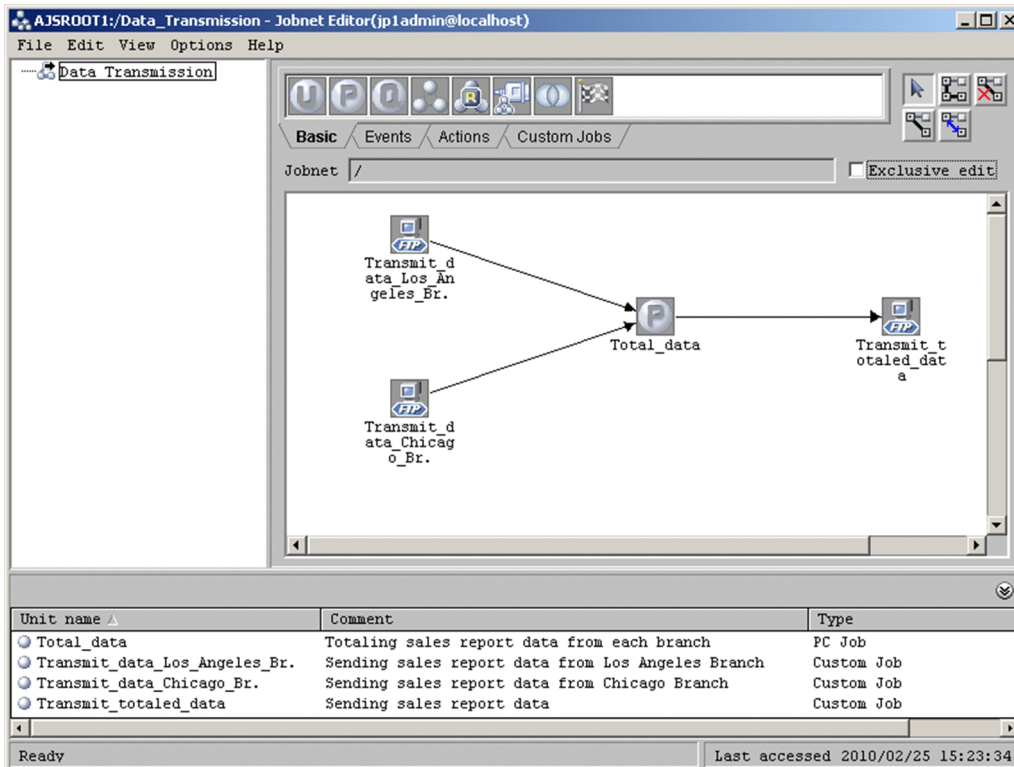 AJSROOT1:/Data_Transmission - Jobnet Editor(jp1admin@localhost)
File Edit View Options Help
Data Transmission
U P Q R
Basic Events Actions Custom Jobs
Jobnet /
Exclusive edit
FTP
Transmit_d
ata_Los_An
geles_Br.
P
Total_data
FTP
Transmit_t
otaled_dat
a
FTP
Transmit_d
ata_Chicag
o_Br.
Unit name Comment Type
Total_data Totaling sales report data from each branch PC Job
Transmit_data_Los_Angeles_Br. Sending sales report data from Los Angeles Branch Custom Job
Transmit_data_Chicago_Br. Sending sales report data from Chicago Branch Custom Job
Transmit_totaled_data Sending sales report data Custom Job
Ready Last accessed 2010/02/25 15:23:34